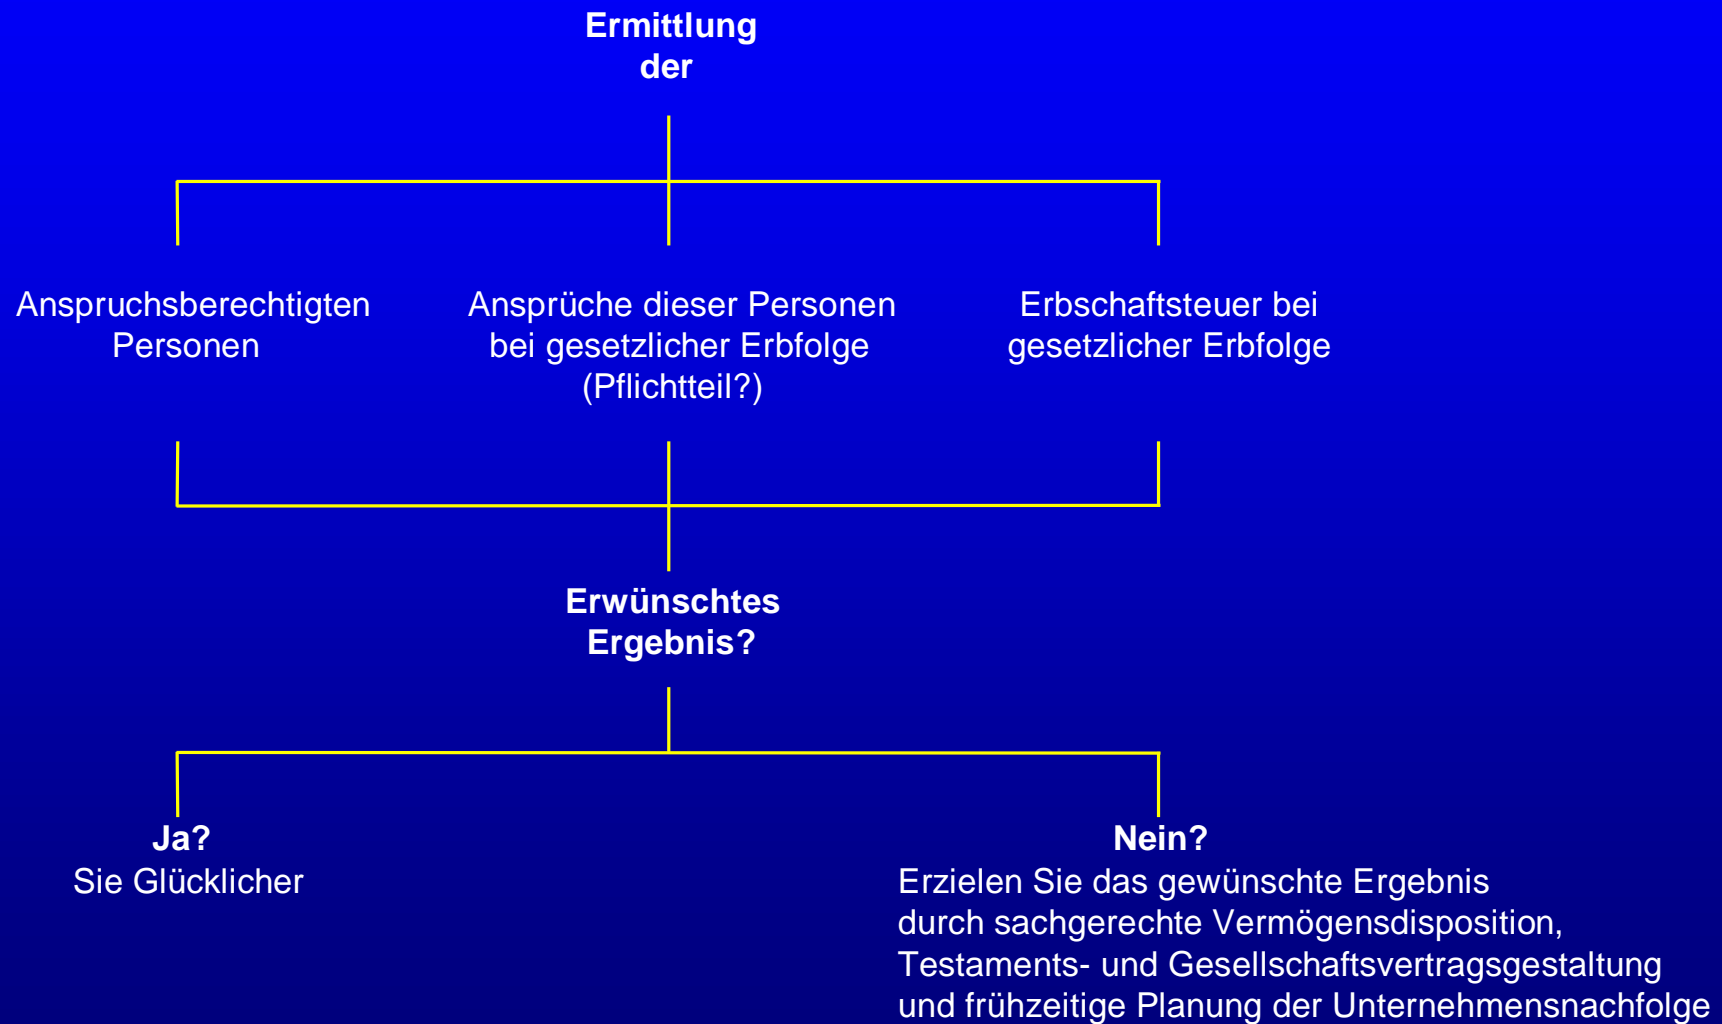 Ermittlung
der
Anspruchsberechtigten
Personen
Ansprüche dieser Personen
bei gesetzlicher Erbfolge
(Pflichtteil?)
Erbschaftsteuer bei
gesetzlicher Erbfolge
Erwünschtes
Ergebnis?
Ja?
Sie Glücklicher
Nein?
Erzielen Sie das gewünschte Ergebnis
durch sachgerechte Vermögensdisposition,
Testaments- und Gesellschaftsvertragsgestaltung
und frühzeitige Planung der Unternehmensnachfolge